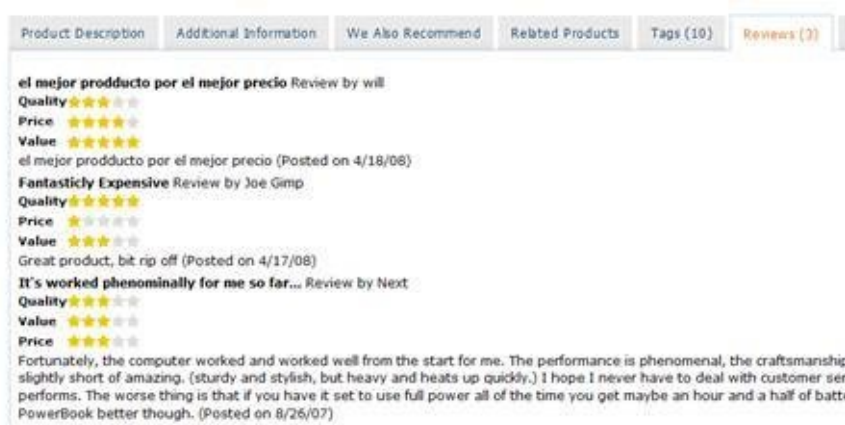 Product Description Additional Information We Also Recommend Related Products Tags (10) Reviews (3)
el mejor prodducto por el mejor precio Review by will
Quality
Price
Value
el mejor prodducto por el mejor precio (Posted on 4/18/08)
Fantasticly Expensive Review by Joe Gimp
Quality
Price
Value
Great product, bit rip off (Posted on 4/17/08)
It's worked phenominally for me so far... Review by Next
Quality
Value
Price
Fortunately, the computer worked and worked well from the start for me. The performance is phenomenal, the craftsmanship
slightly short of amazing. (sturdy and stylish, but heavy and heats up quickly.) I hope I never have to deal with customer ser
performs. The worse thing is that if you have it set to use full power all of the time you get maybe an hour and a half of batt
PowerBook better though. (Posted on 8/26/07)